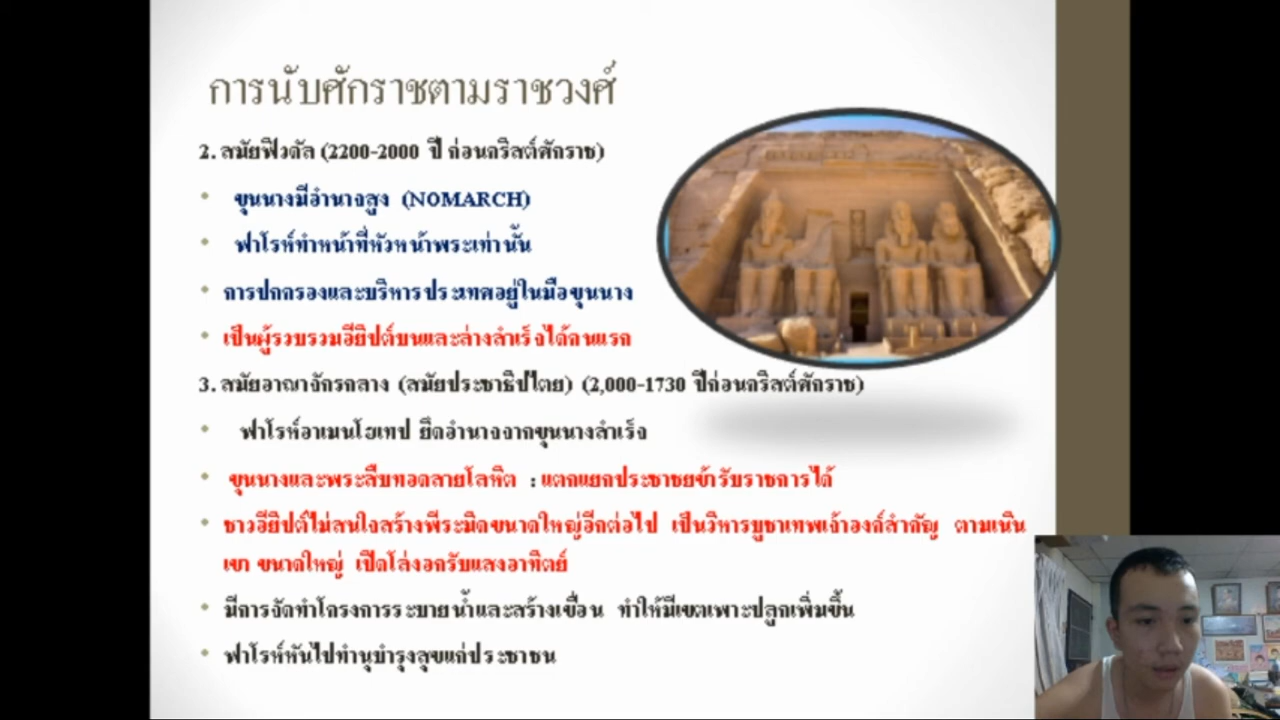 การนับศักราชตามราชวงศ์
2. สมัยฟิวดัล (2200-2000 ปี ก่อนคริสต์ศักราช)
• ขุนนางมีอำนาจสูง (NOMARCH)
• ฟาโรห์ทำหน้าที่หัวหน้าพระเท่านั้น
• การปกครองและบริหารประเทศอยู่ในมือขุนนาง
• เป็นผู้รวบรวมอียิปต์บนและล่างสำเร็จได้คนแรก
3. สมัยอาณาจักรกลาง (สมัยประชาธิปไตย) (2,000-1730 ปีก่อนคริสต์ศักราช)
• ฟาโรห์อาเมนโฮเทป ยึดอำนาจจากขุนนางสำเร็จ
• ขุนนางและพระสืบทอดสายโลหิต : แตกแยกประชาชยเข้ารับราชการได้
• ชาวอียิปต์ไม่สนใจสร้างพีระมิดขนาดใหญ่อีกต่อไป เป็นวิหารบูชาเทพเจ้าองค์สำคัญ ตามเนิน
เขา ขนาดใหญ่ เปิดโล่งอกรับแสงอาทิตย์
• มีการจัดทำโครงการระบายน้ำและสร้างเขื่อน ทำให้มีเขตเพาะปลูกเพิ่มขึ้น
• ฟาโรห์หันไปทำนุบำรุงสุขแก่ประชาชน